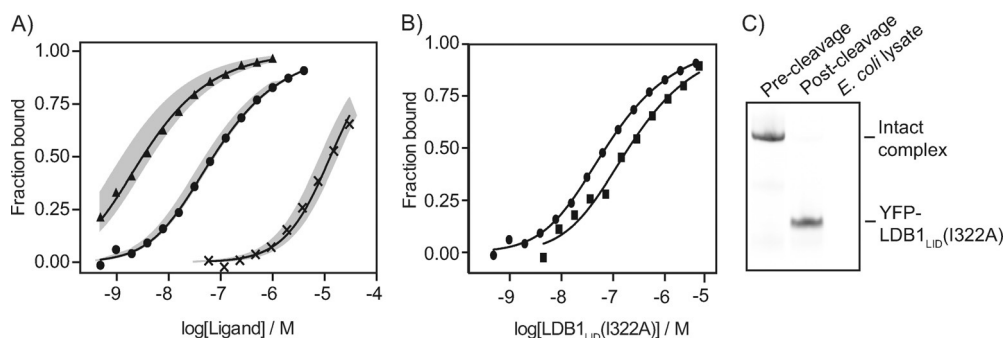 A)
1.00
0.75
0.50
0.25
0.00
Fraction bound
-9
-8
-7
-6
-5
-4
log[Ligand] / M
B)
1.00
0.75
0.50
0.25
0.00
Fraction bound
-9
-8
-7
-6
-5
log[LDB1LID(I322A)] / M
C)
Pre-cleavage
Post-cleavage
E. coli lysate
Intact
complex
YFP-
LDB1LID(I322A)